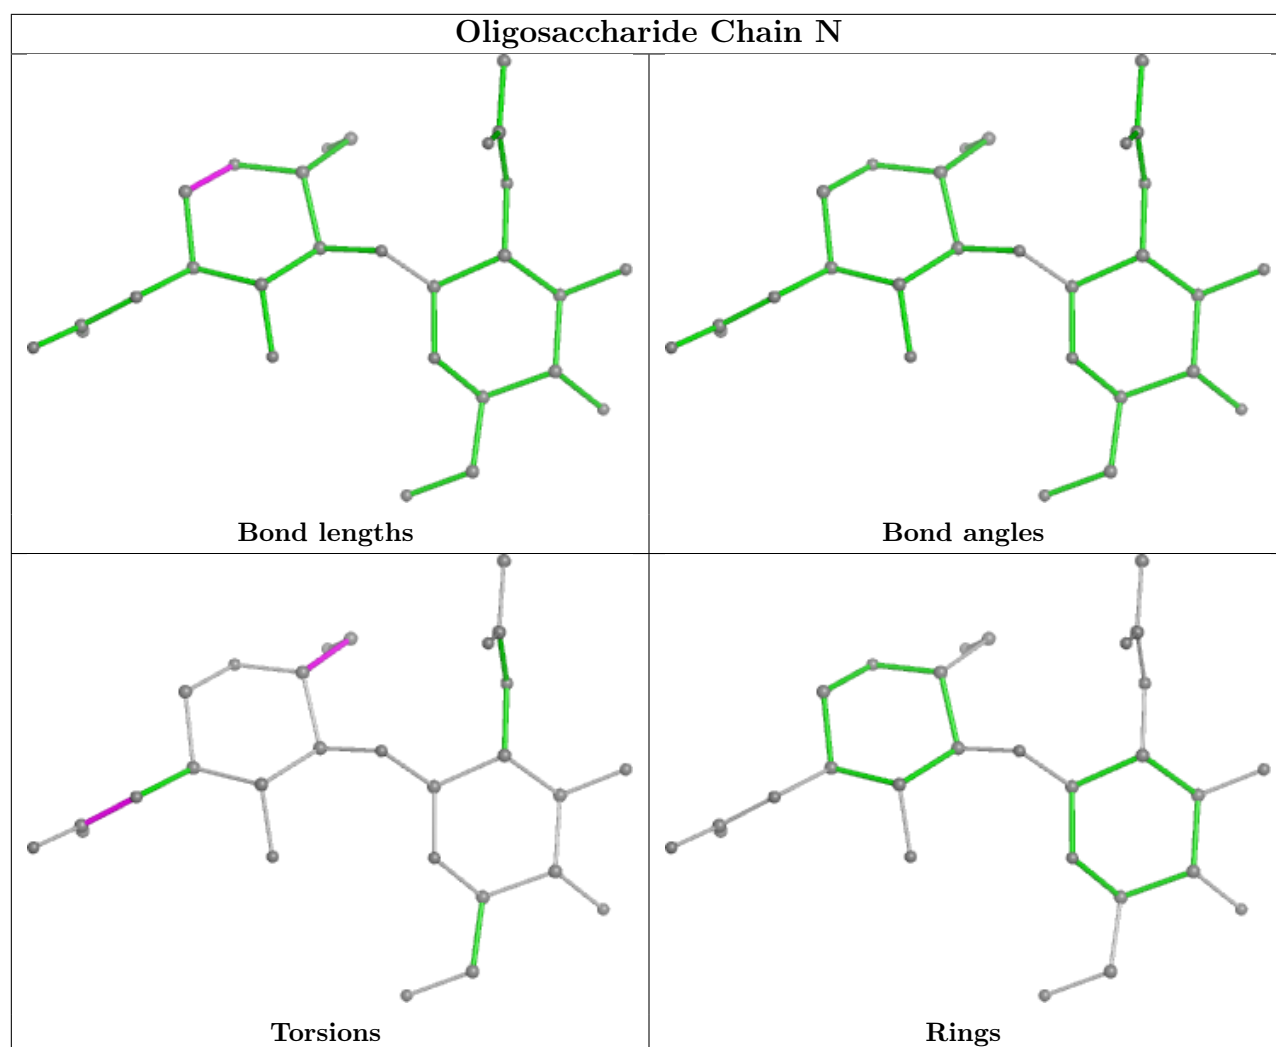 Oligosaccharide Chain N
Bond lengths
Bond angles
Torsions
Rings